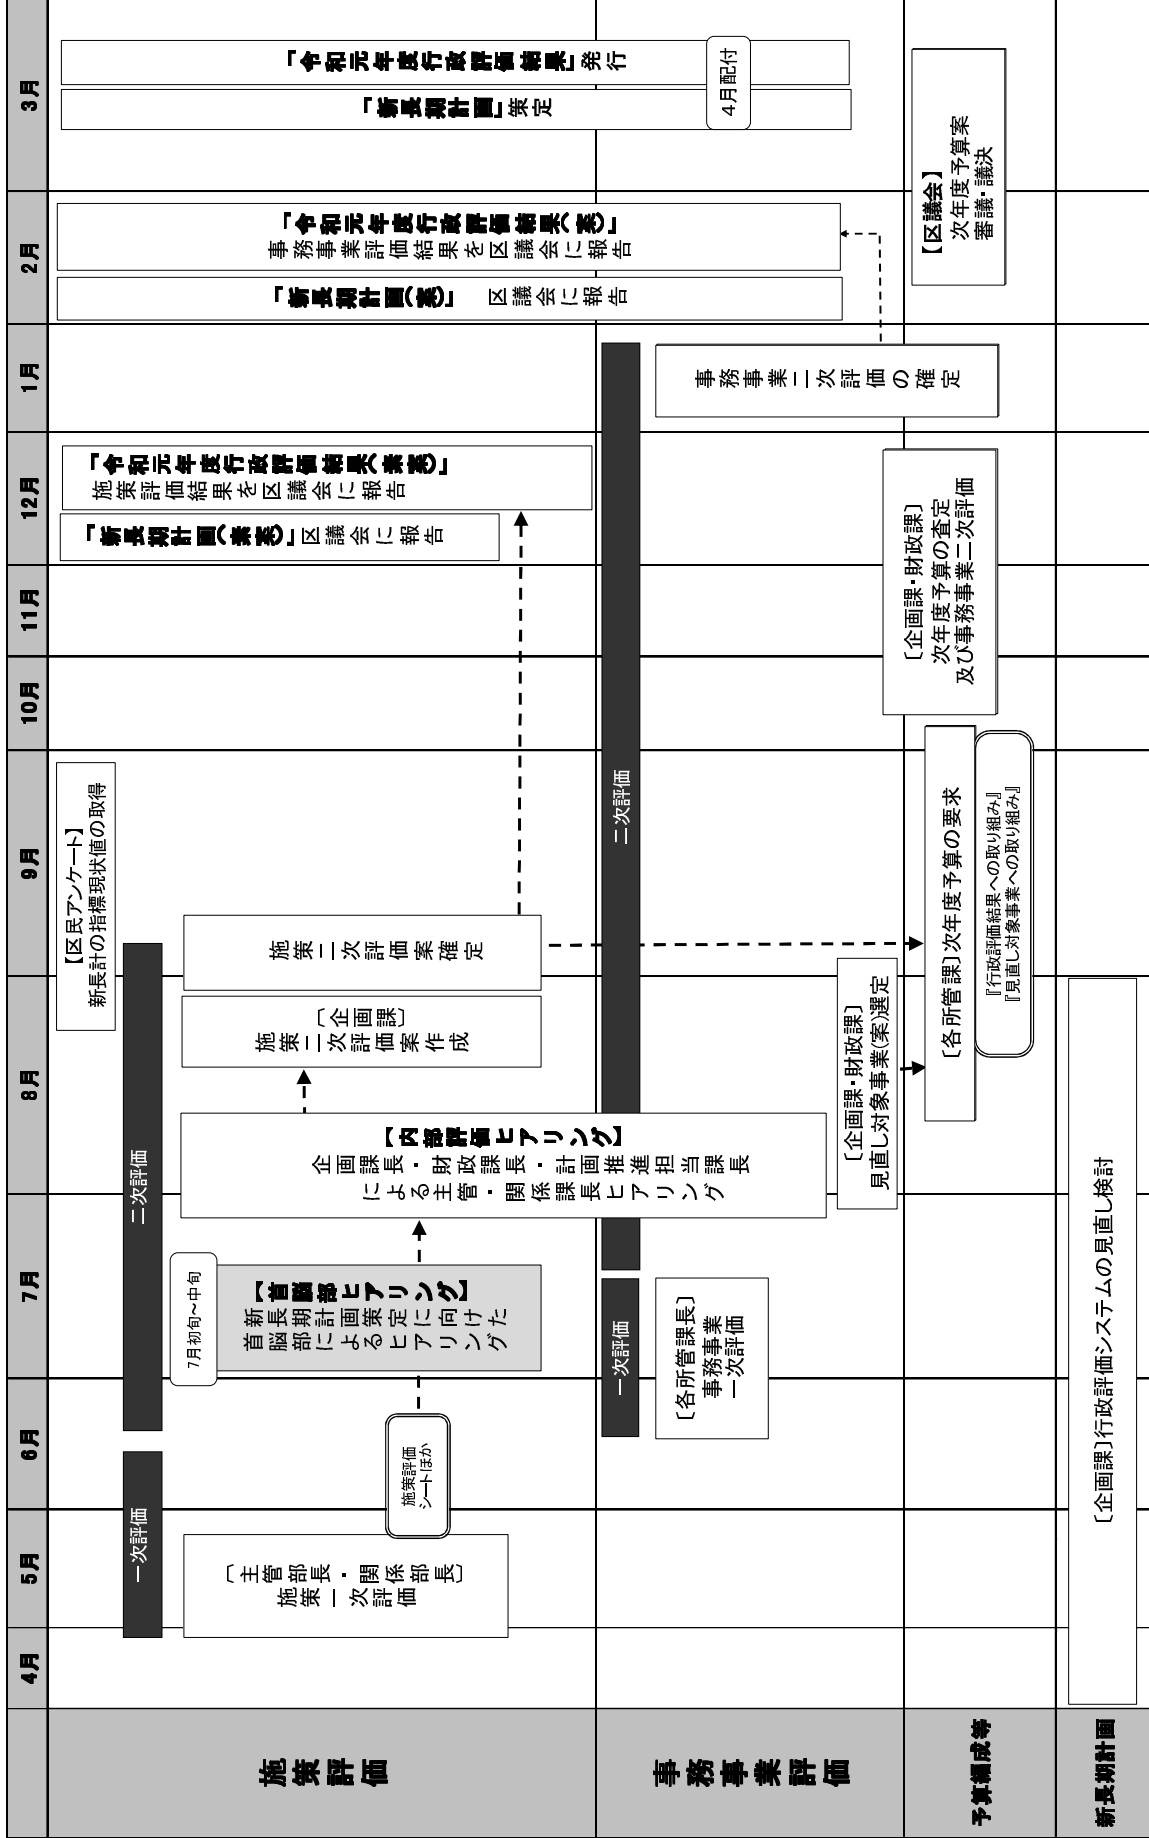 4月
5月
6月
7月
8月
9月
10月
11月
12月
1月
2月
3月
施策評価
一次評価
二次評価
〔主管部長・関係部長〕
施策一次評価
施策評価
シートほか
7月初旬~中旬
【首脳部ヒアリング】
新長期計画策定に向けた
首脳部によるヒアリング
【内部評価ヒアリング】
企画課長・財政課長・計画推進担当課長
による主管・関係課長ヒアリング
〔企画課〕
施策二次評価案作成
施策二次評価案確定
【区民アンケート】
新長計の指標現状値の取得
「新長期計画(素案)」区議会に報告
「令和元年度行政評価結果(素案)」
施策評価結果を区議会に報告
「新長期計画(案)」 区議会に報告
「令和元年度行政評価結果(案)」
事務事業評価結果を区議会に報告
「新長期計画」策定
「令和元年度行政評価結果」発行
4月配付
事務事業評価
一次評価
二次評価
〔各所管課長〕
事務事業
一次評価
〔企画課・財政課〕
見直し対象事業(案)選定
事務事業二次評価の確定
予算編成等
〔各所管課〕次年度予算の要求
『行政評価結果への取り組み』
『見直し対象事業への取り組み』
〔企画課・財政課〕
次年度予算の査定
及び事務事業二次評価
【区議会】
次年度予算案
審議・議決
新長期計画
〔企画課〕行政評価システムの見直し検討